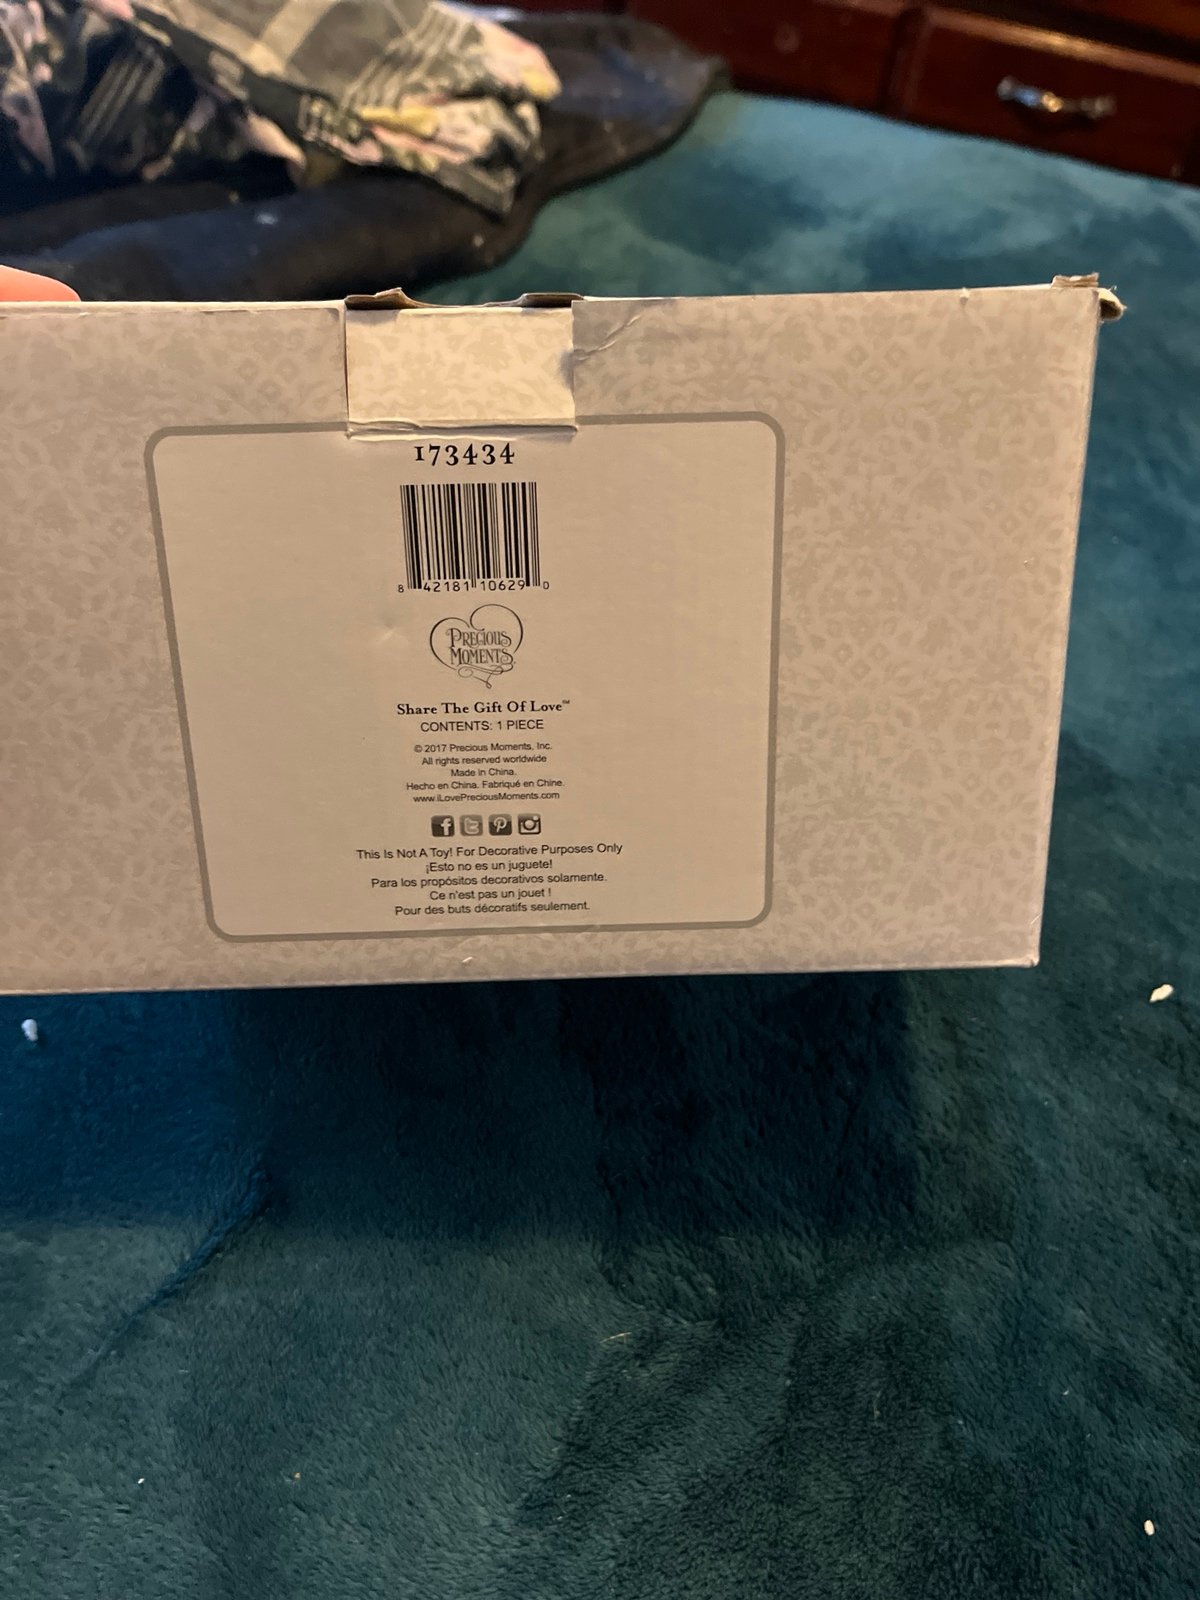 173434
8 42181 10629 0
PRECIOUS
MOMENTS
Share The Gift Of Love™
CONTENTS: 1 PIECE
© 2017 Precious Moments, Inc.
All rights reserved worldwide
Made in China.
Hecho en China. Fabriqué en Chine.
www.iLovePreciousMoments.com
This Is Not A Toy! For Decorative Purposes Only
¡Esto no es un juguete!
Para los propósitos decorativos solamente.
Ce n'est pas un jouet !
Pour des buts décoratifs seulement.